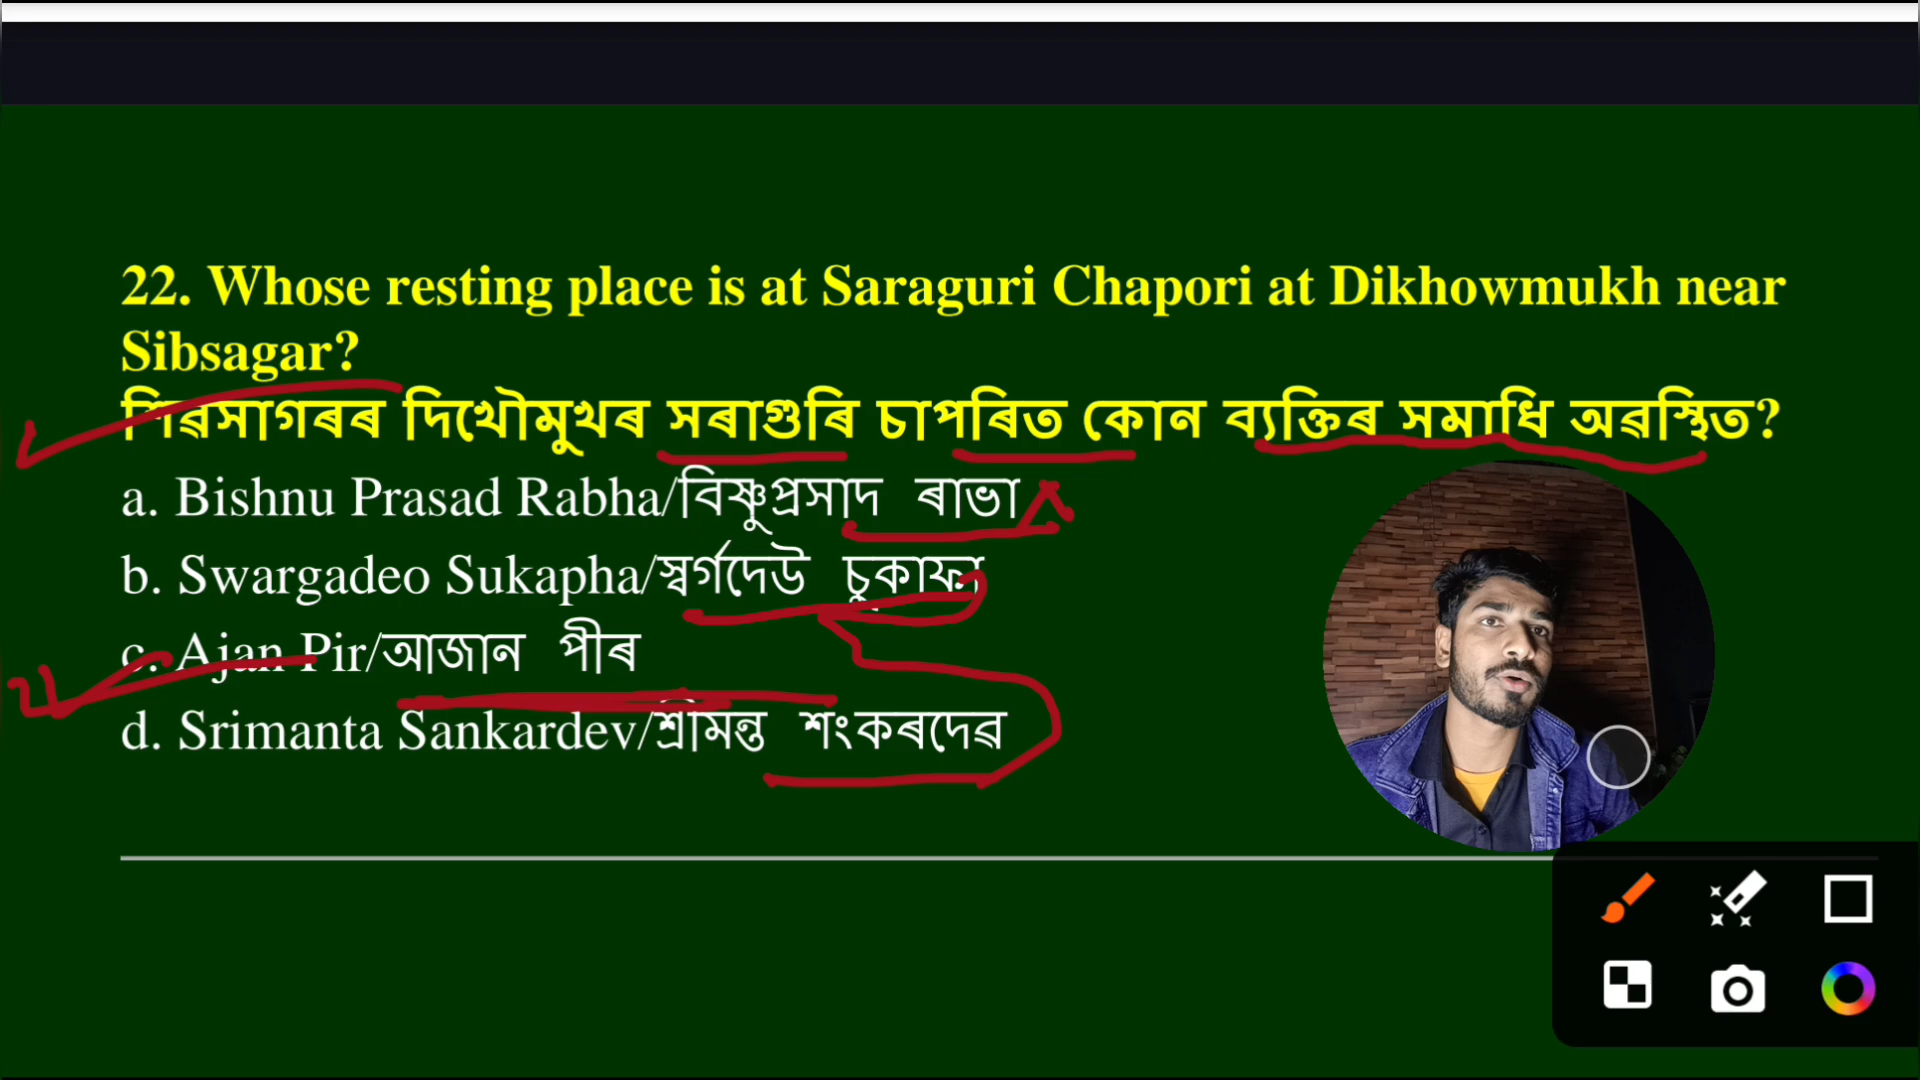 22. Whose resting place is at Saraguri Chapori at Dikhowmukh near
Sibsagar?
শিৱসাগৰৰ দিখৌমুখৰ সৰাগুৰি চাপৰিত কোন ব্যক্তিৰ সমাধি অৱস্থিত?
a. Bishnu Prasad Rabha/বিষ্ণুপ্ৰসাদ ৰাভা
b. Swargadeo Sukapha/স্বৰ্গদেউ চুকাফা
c. Ajan Pir/আজান পীৰ
d. Srimanta Sankardev/শ্ৰীমন্ত শংকৰদেৱ